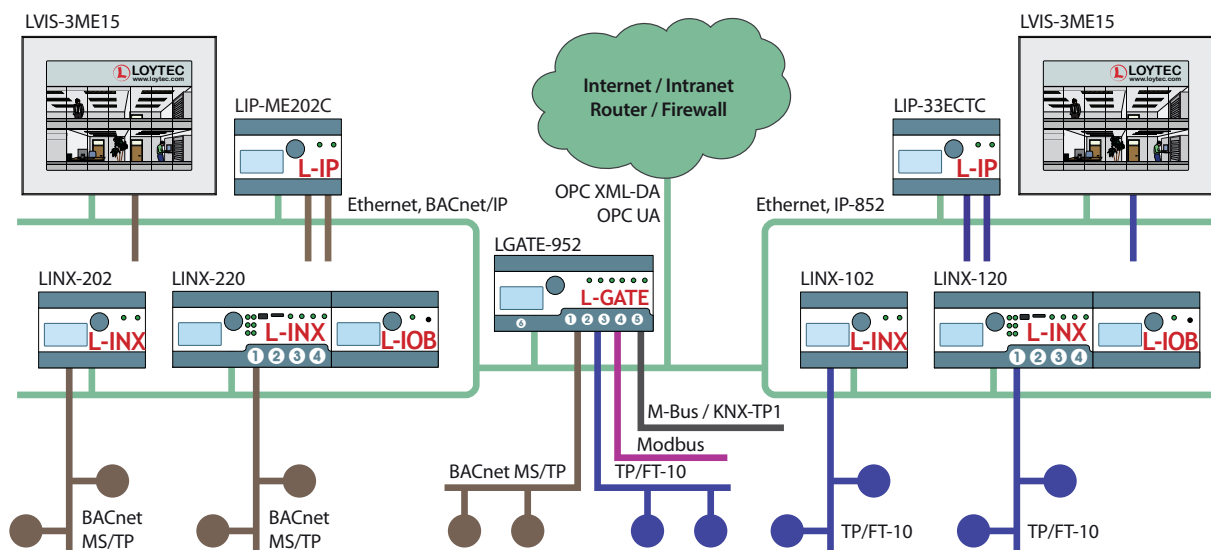 LVIS-3ME15
LOYTEC
www.loytec.com
LIP-ME202C
L-IP
Internet / Intranet
Router / Firewall
LIP-33ECTC
L-IP
LVIS-3ME15
LOYTEC
www.loytec.com
Ethernet, BACnet/IP
OPC XML-DA
OPC UA
Ethernet, IP-852
LINX-202
L-INX
LINX-220
L-INX
1 2 3 4
L-IOB
LGATE-952
L-GATE
6 1 2 3 4 5
LINX-102
L-INX
LINX-120
L-INX
1 2 3 4
L-IOB
M-Bus / KNX-TP1
Modbus
BACnet MS/TP
TP/FT-10
BACnet
MS/TP
BACnet
MS/TP
TP/FT-10
TP/FT-10